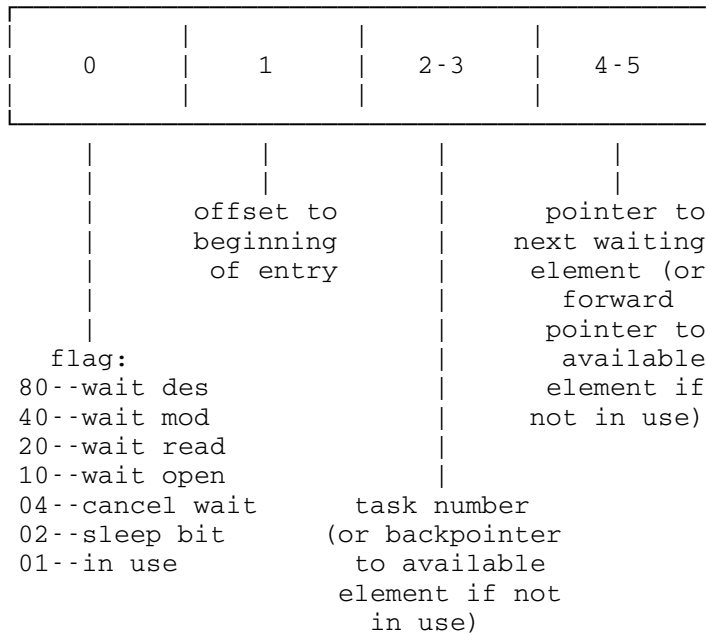 0 1 2-3 4-5
offset to
beginning
of entry
pointer to
next waiting
element (or
forward
pointer to
available
element if
not in use)
flag:
80--wait des
40--wait mod
20--wait read
10--wait open
04--cancel wait
02--sleep bit
01--in use
task number
(or backpointer
to available
element if not
in use)